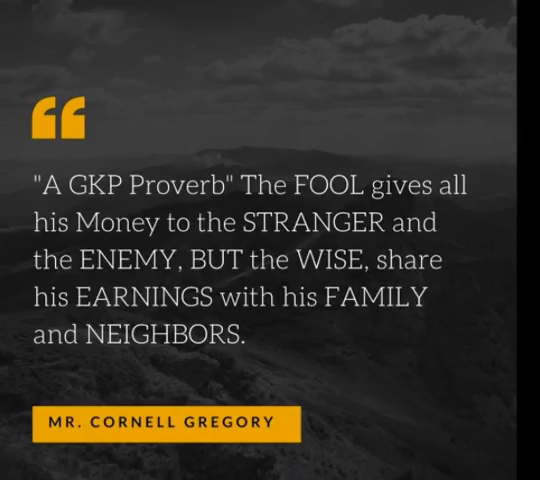 “
"A GKP Proverb" The FOOL gives all
his Money to the STRANGER and
the ENEMY, BUT the WISE, share
his EARNINGS with his FAMILY
and NEIGHBORS.
MR. CORNELL GREGORY